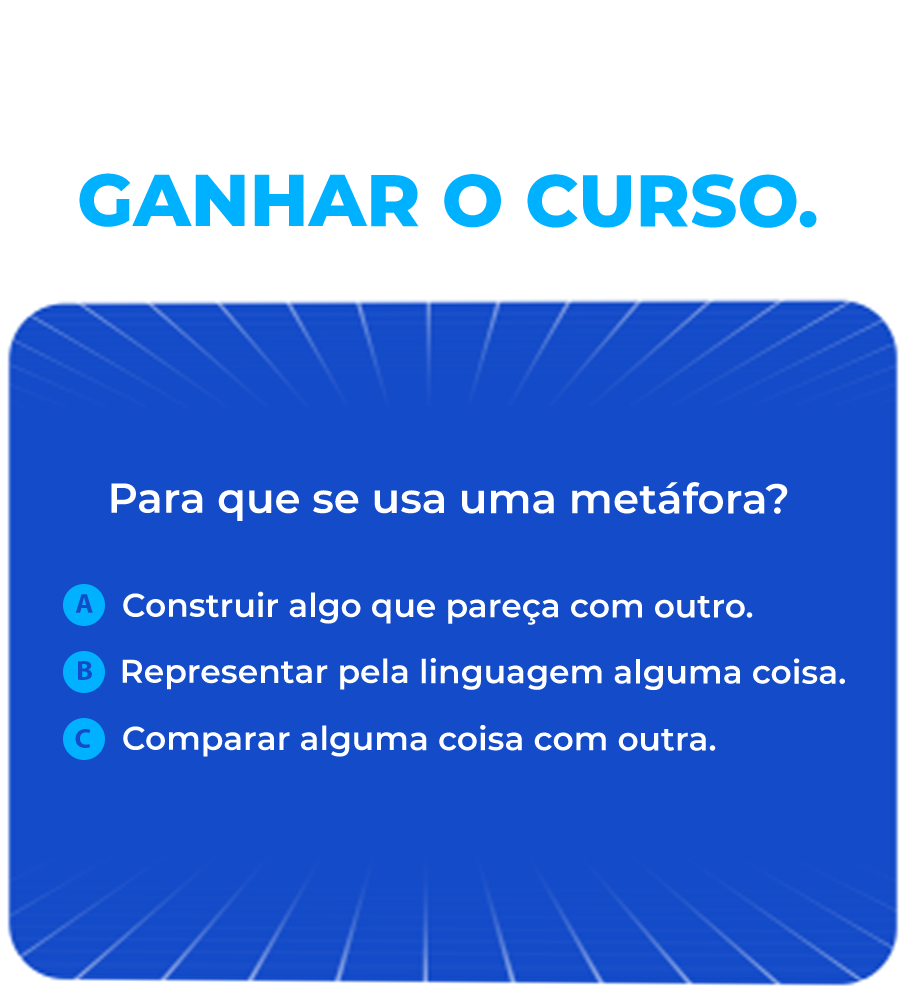 GANHAR O CURSO.
Para que se usa uma metáfora?
A Construir algo que pareça com outro.
B Representar pela linguagem alguma coisa.
C Comparar alguma coisa com outra.